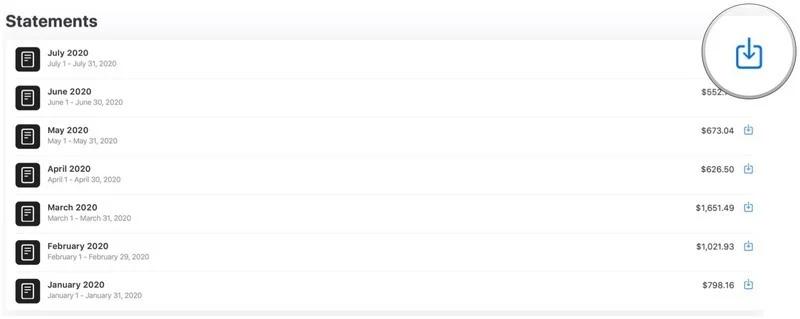 Statements
July 2020
July 1 - July 31, 2020
June 2020
June 1 - June 30, 2020
May 2020
May 1 - May 31, 2020
$673.04
April 2020
April 1 - April 30, 2020
$626.50
March 2020
March 1 - March 31, 2020
$1,651.49
February 2020
February 1 - February 29, 2020
$1,021.93
January 2020
January 1 - January 31, 2020
$798.16